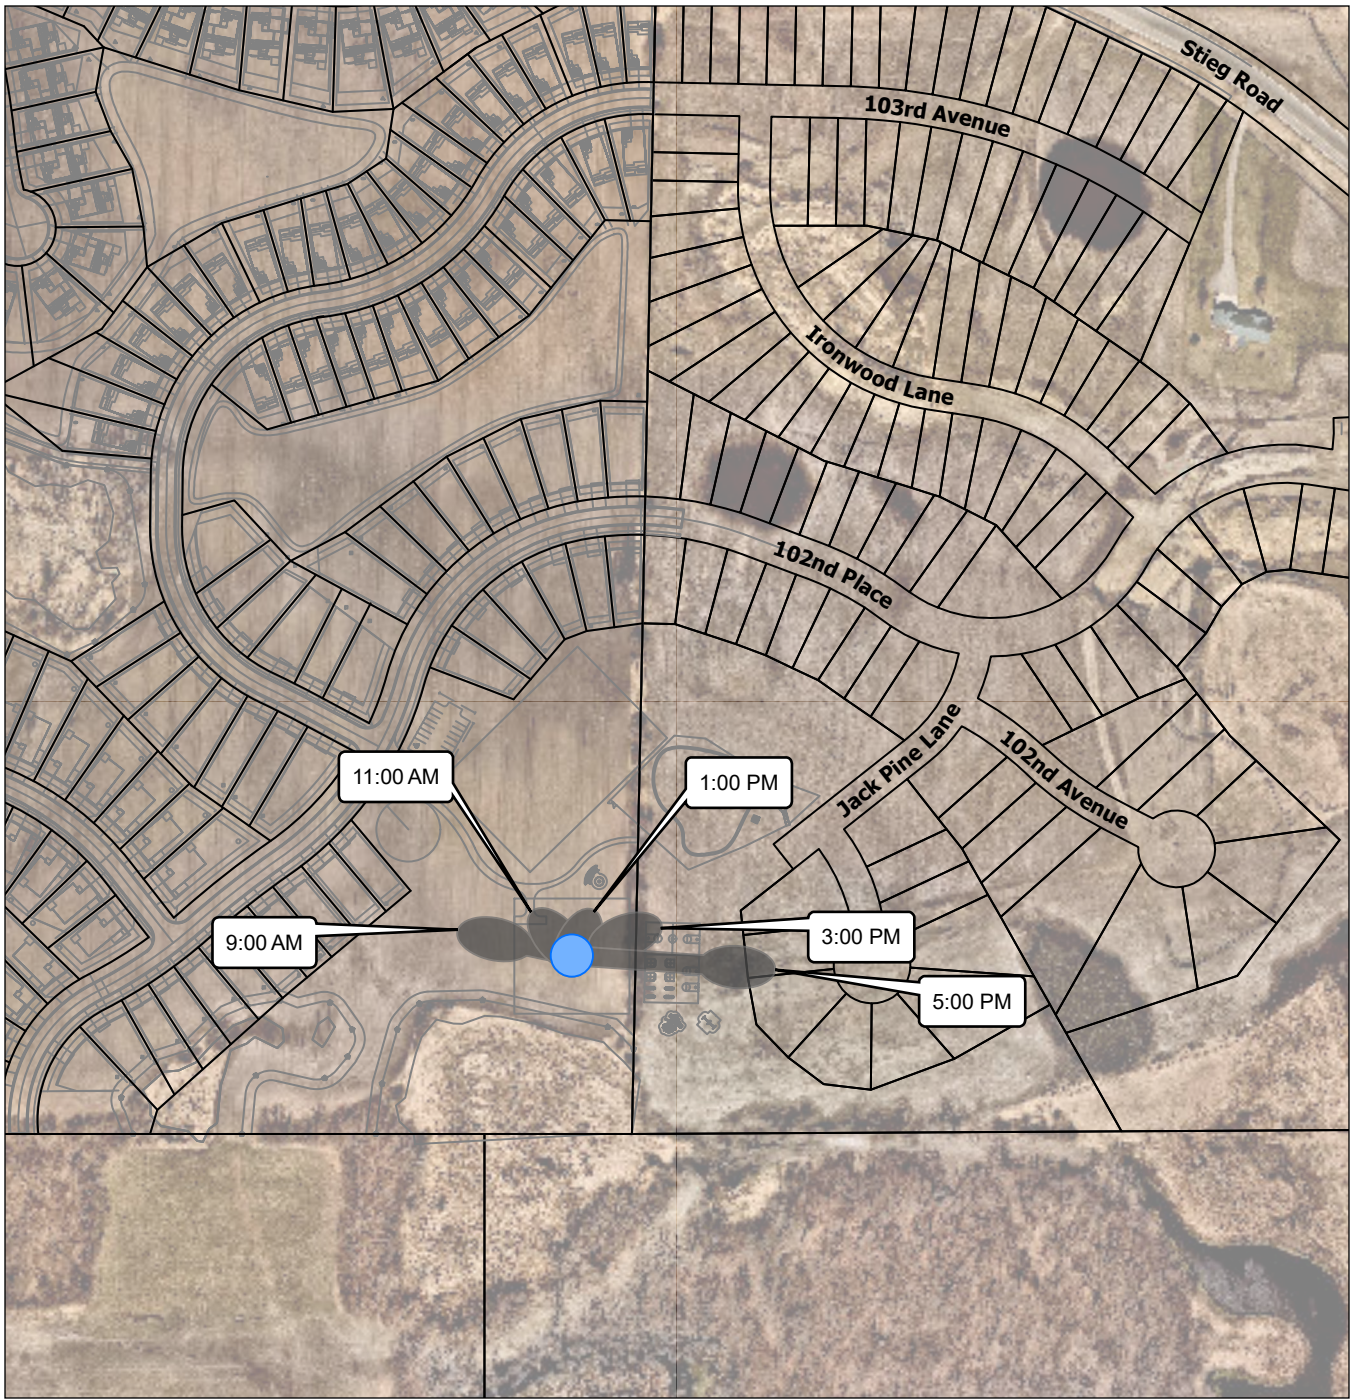 Stieg Road
103rd Avenue
Ironwood Lane
102nd Place
Jack Pine Lane
102nd Avenue
11:00 AM
1:00 PM
9:00 AM
3:00 PM
5:00 PM